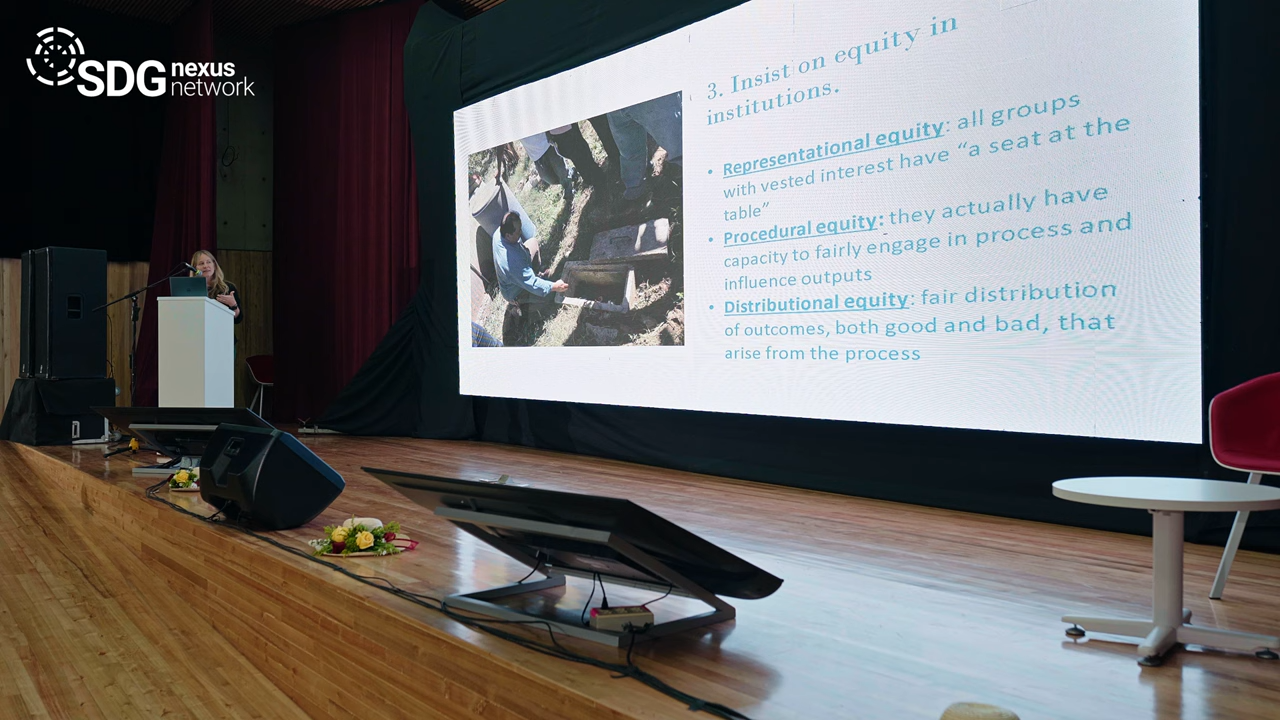 SDG nexus
network
3. Insist on equity in
institutions.
• Representational equity: all groups
with vested interest have “a seat at the
table”
• Procedural equity: they actually have
capacity to fairly engage in process and
influence outputs
• Distributional equity: fair distribution
of outcomes, both good and bad, that
arise from the process